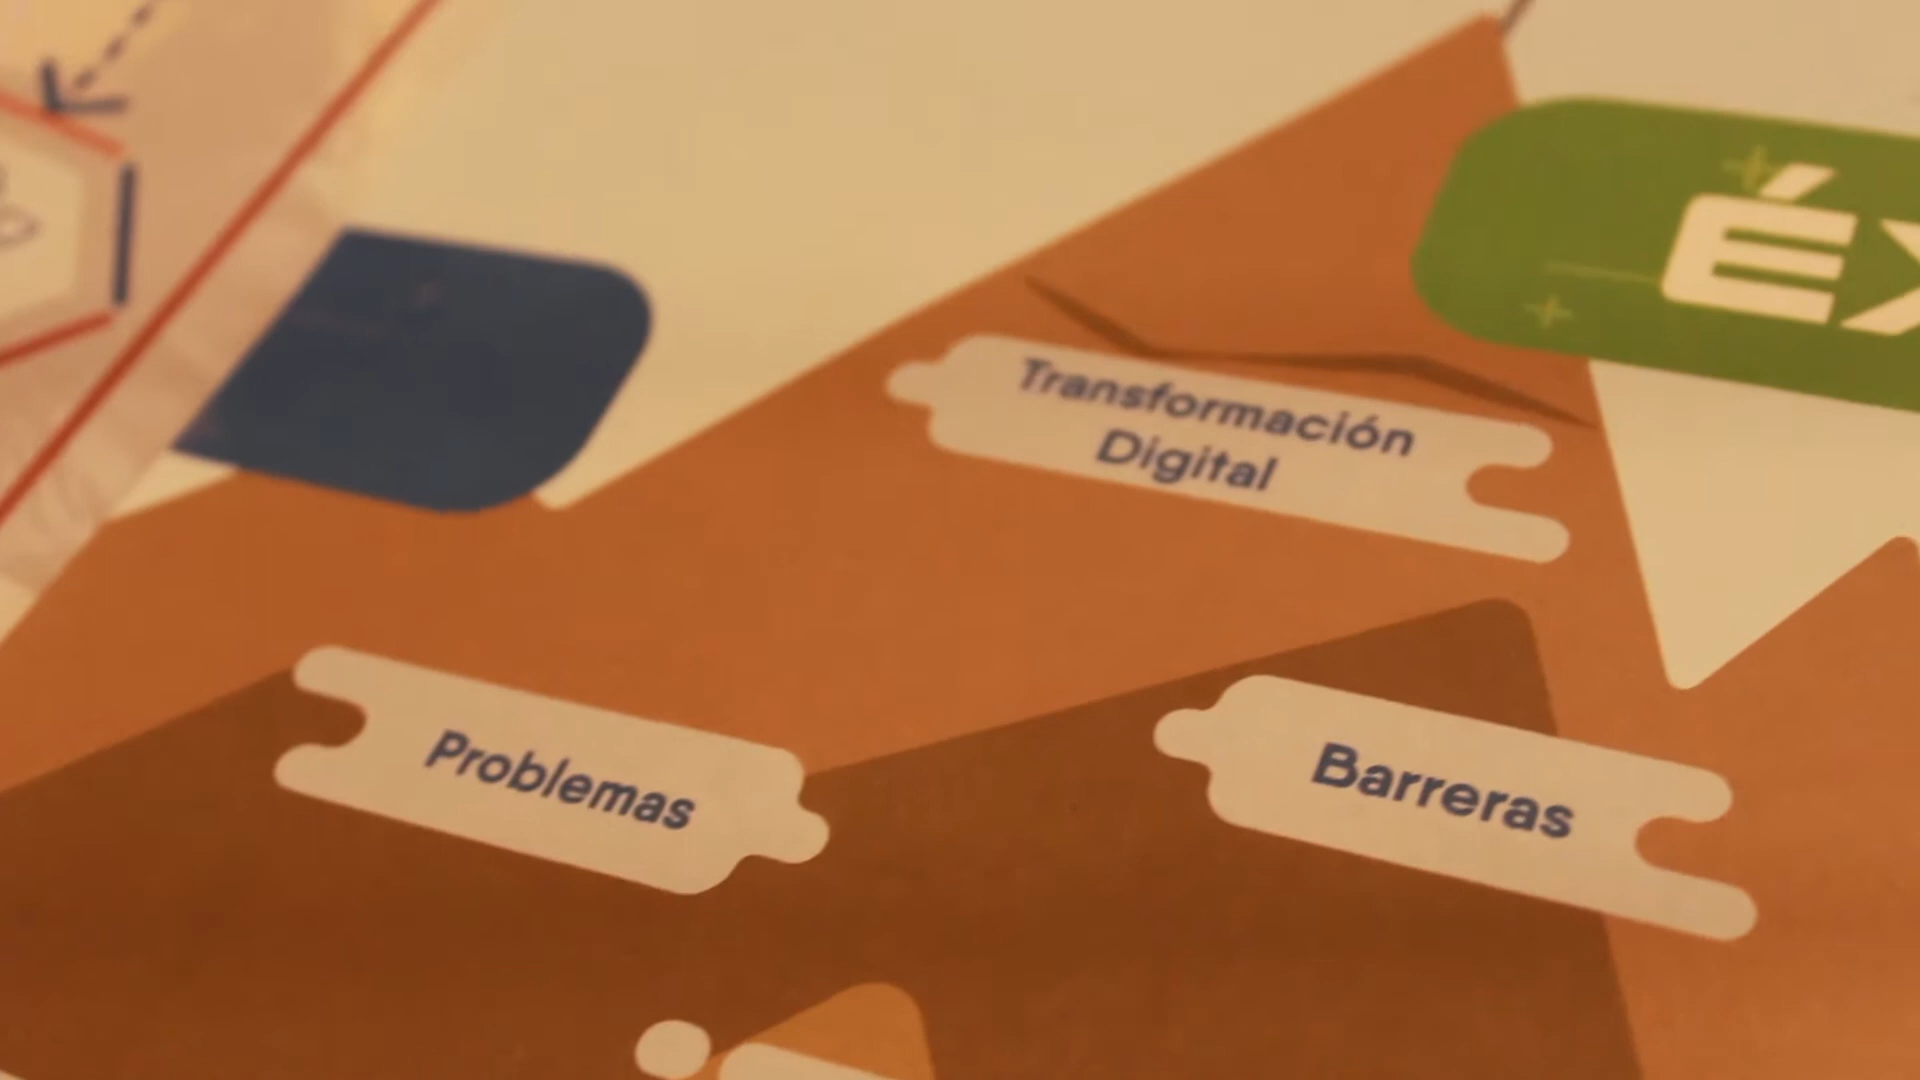 ÉX
Transformación
Digital
Problemas
Barreras